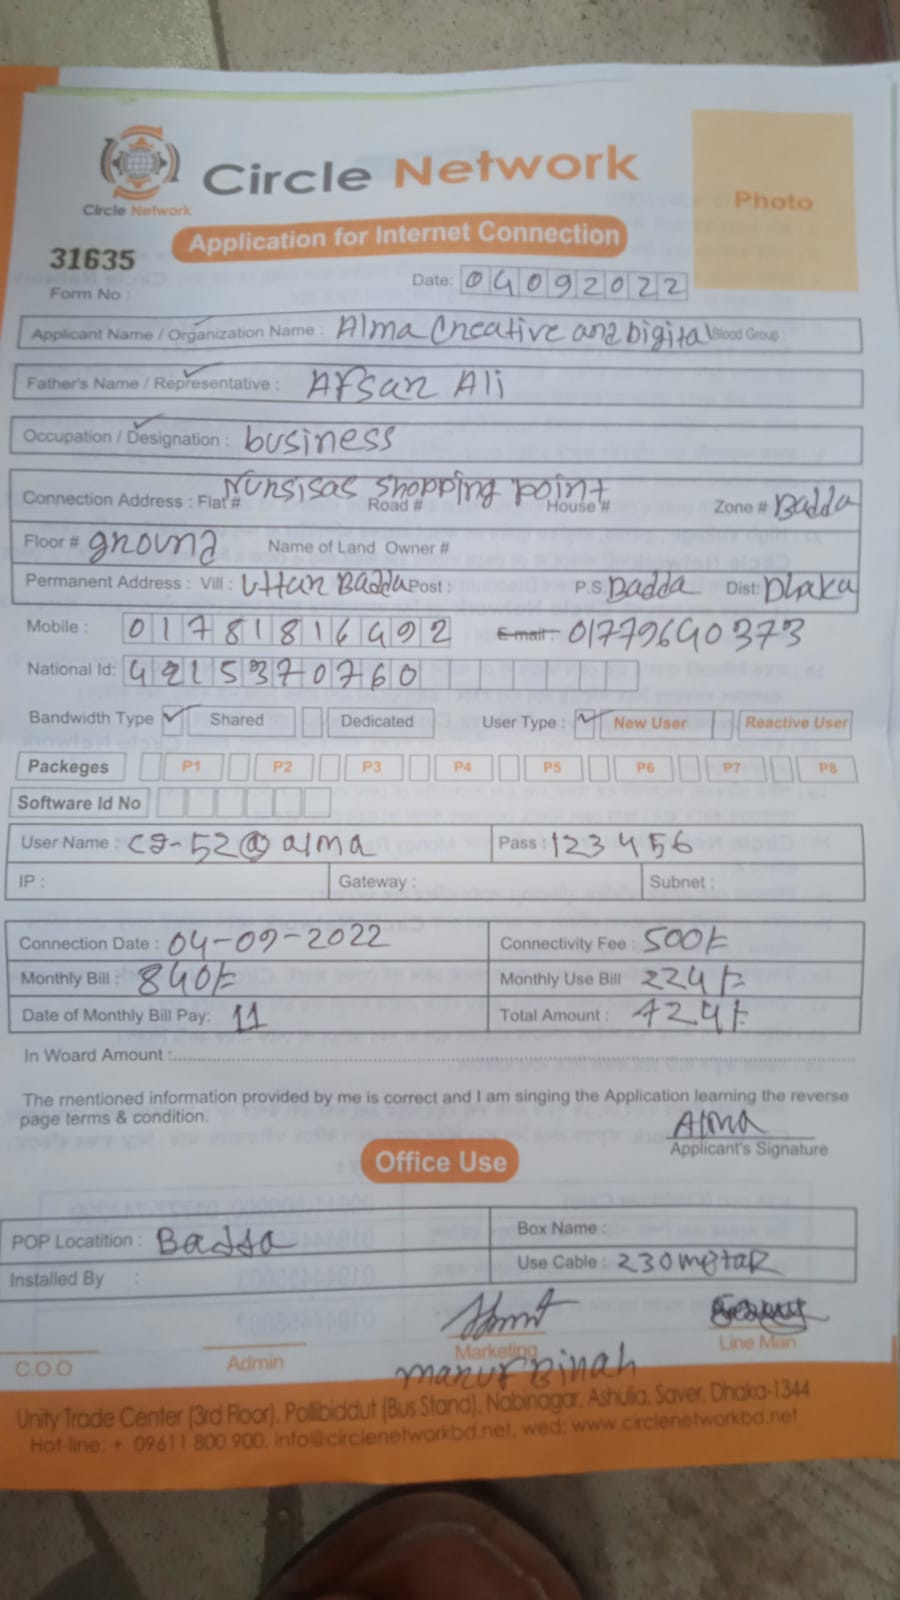 Circle Network
Circle Network
Photo
Application for Internet Connection
31635
Form No :
Date: 04092022
Applicant Name / Organization Name : Alma Creative and Digital Blood Group :
Father's Name / Representative : Afsar Ali
Occupation / Designation : business
Connection Address : Flat # Nursisas shopping point Road # House # Zone # Badda
Floor # ground Name of Land Owner #
Permanent Address : Vill : Uttar Badda Post : P.S. Badda Dist: Dhaka
Mobile : 01781816492 E-mail : 01779640373
National Id: 4215370760
Bandwidth Type Shared Dedicated User Type : New User Reactive User
Packeges P1 P2 P3 P4 P5 P6 P7 P8
Software Id No
User Name : @ alma Pass : 123456
IP : Gateway : Subnet :
Connection Date : 04-09-2022 Connectivity Fee : 500/-
Monthly Bill : 840/- Monthly Use Bill 224/-
Date of Monthly Bill Pay: 11 Total Amount : 724/-
In Woard Amount :
The mentioned information provided by me is correct and I am singing the Application learning the reverse
page terms & condition.
Alma
Applicant's Signature
Office Use
POP Locatition : Badda Box Name :
Installed By : Use Cable : 230 metaR
C.O.O Admin Marketing Line Man
Unity Trade Center (3rd Floor), Pollibiddut (Bus Stand), Nabinagar, Ashulia, Saver, Dhaka-1344
Hot-line: + 09611 800 900, info@circlenetworkbd.net, wed: www.circlenetworkbd.net